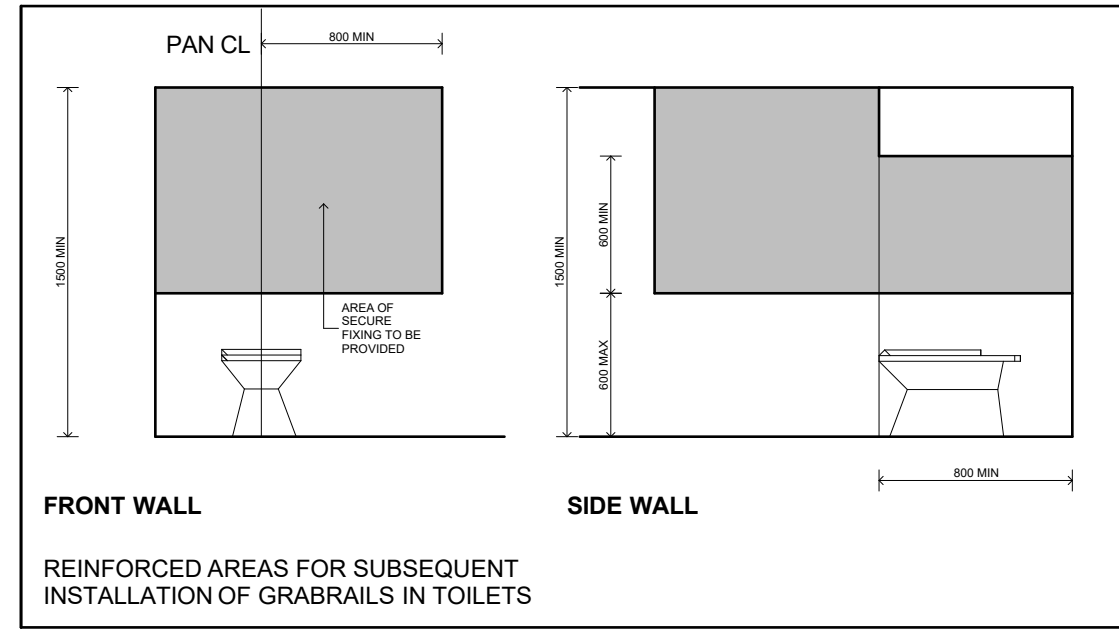 PAN CL
800 MIN
1500 MIN
AREA OF
SECURE
FIXING TO BE
PROVIDED
FRONT WALL
1500 MIN
600 MIN
600 MAX
800 MIN
SIDE WALL
REINFORCED AREAS FOR SUBSEQUENT
INSTALLATION OF GRABRAILS IN TOILETS